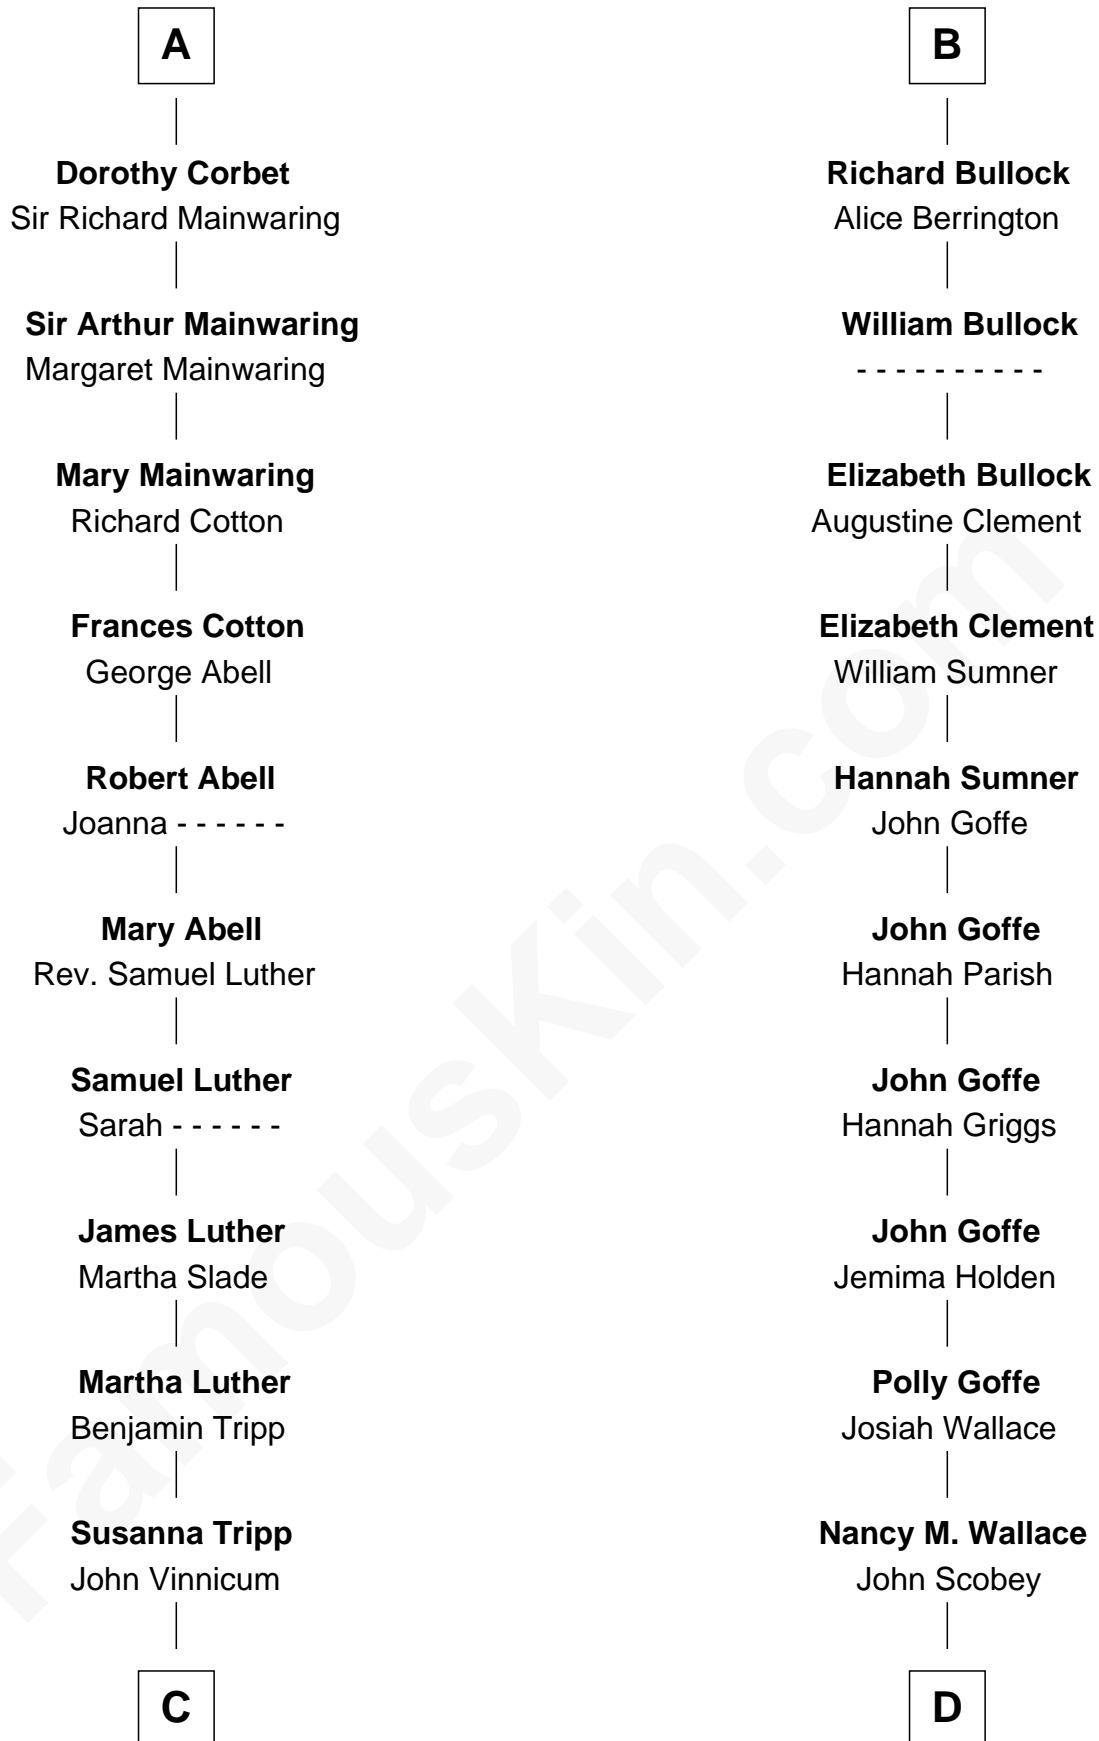 A
Dorothy Corbet
Sir Richard Mainwaring
Sir Arthur Mainwaring
Margaret Mainwaring
Mary Mainwaring
Richard Cotton
Frances Cotton
George Abell
Robert Abell
Joanna - - - - - -
Mary Abell
Rev. Samuel Luther
Samuel Luther
Sarah - - - - - -
James Luther
Martha Slade
Martha Luther
Benjamin Tripp
Susanna Tripp
John Vinnicum
C
B
Richard Bullock
Alice Berrington
William Bullock
- - - - - - - - - -
Elizabeth Bullock
Augustine Clement
Elizabeth Clement
William Sumner
Hannah Sumner
John Goffe
John Goffe
Hannah Parish
John Goffe
Hannah Griggs
John Goffe
Jemima Holden
Polly Goffe
Josiah Wallace
Nancy M. Wallace
John Scobey
D
FamousKin.com